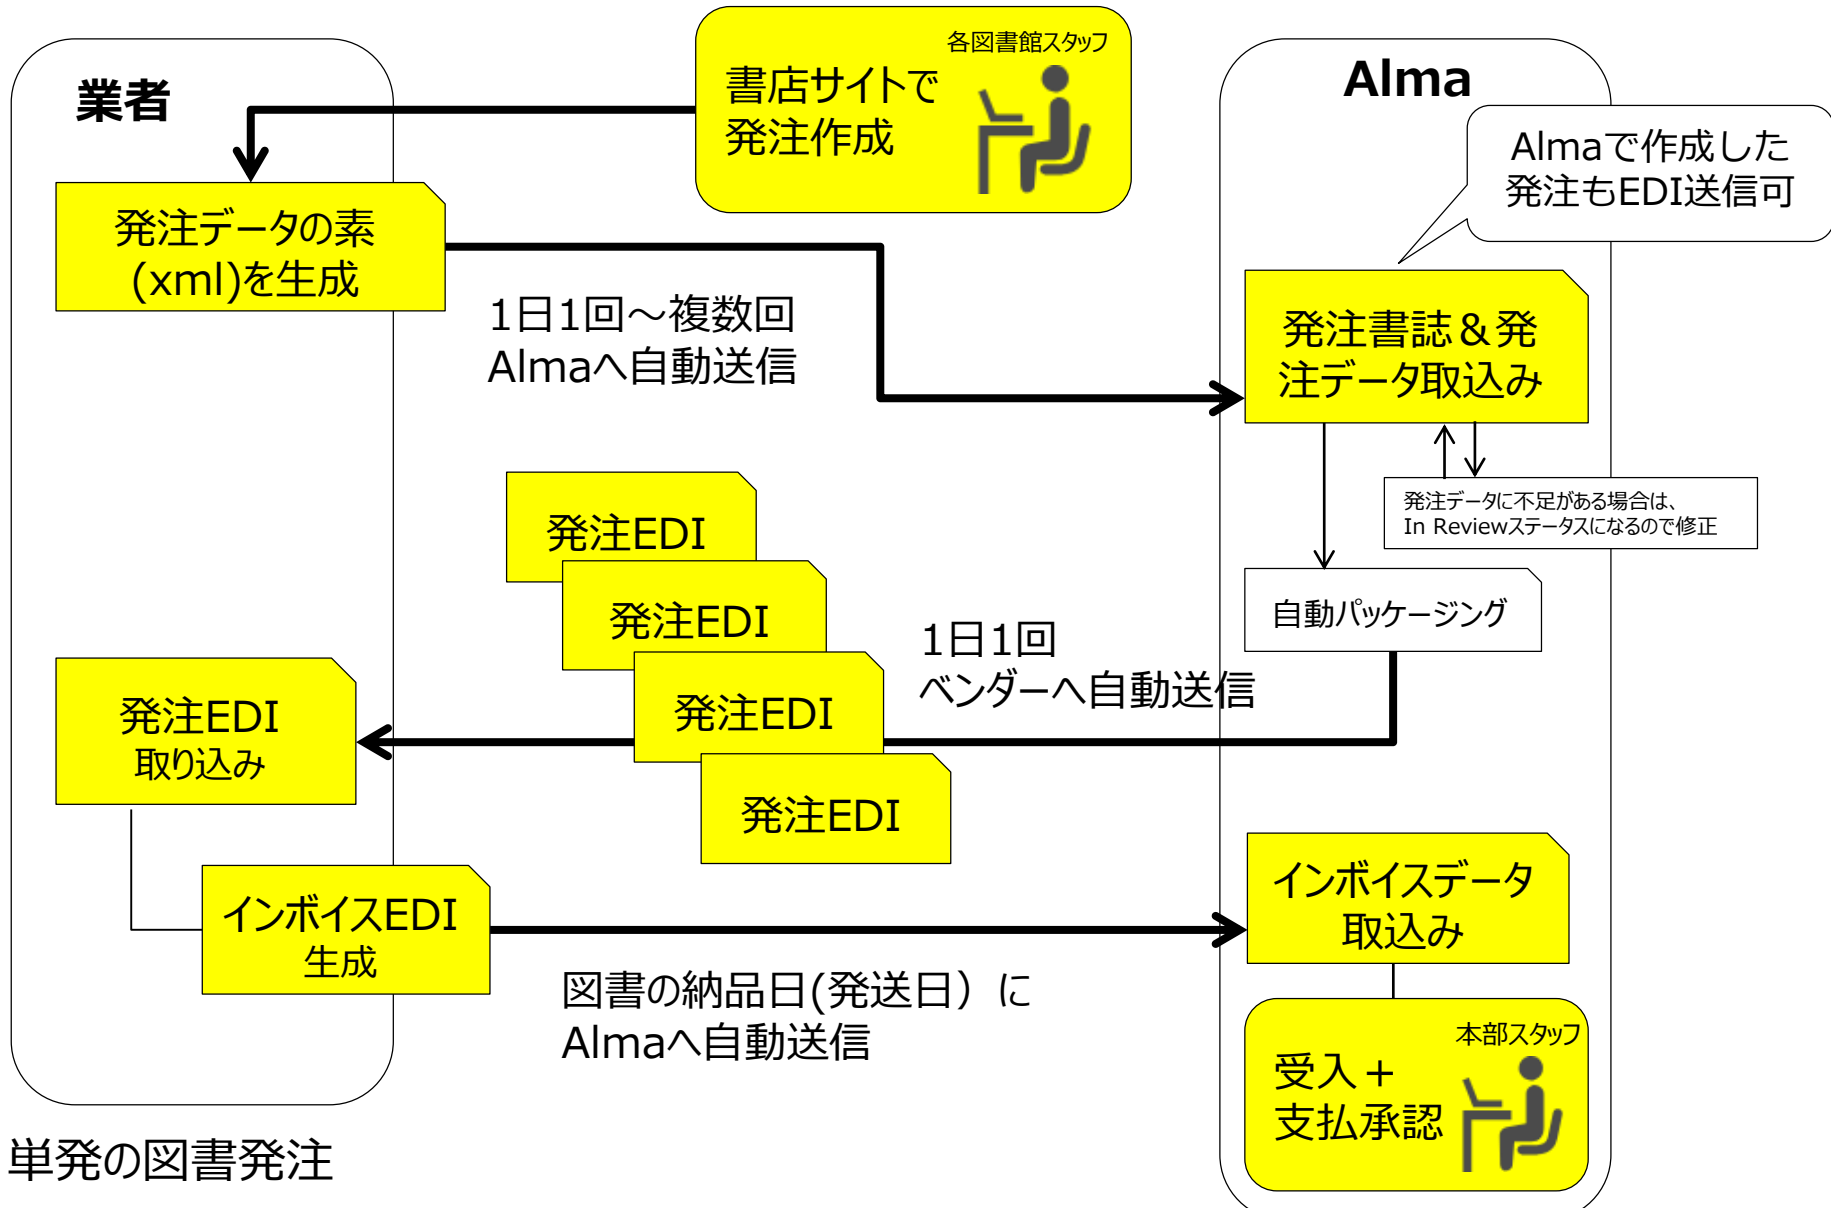 業者
各図書館スタッフ
書店サイトで
発注作成
Alma
Almaで作成した
発注もEDI送信可
発注データの素
(xml)を生成
1日1回～複数回
Almaへ自動送信
発注書誌＆発
注データ取込み
発注データに不足がある場合は、
In Reviewステータスになるので修正
自動パッケージング
発注EDI
発注EDI
発注EDI
発注EDI
1日1回
ベンダーへ自動送信
発注EDI
取り込み
インボイスEDI
生成
図書の納品日(発送日）に
Almaへ自動送信
インボイスデータ
取込み
本部スタッフ
受入＋
支払承認
単発の図書発注